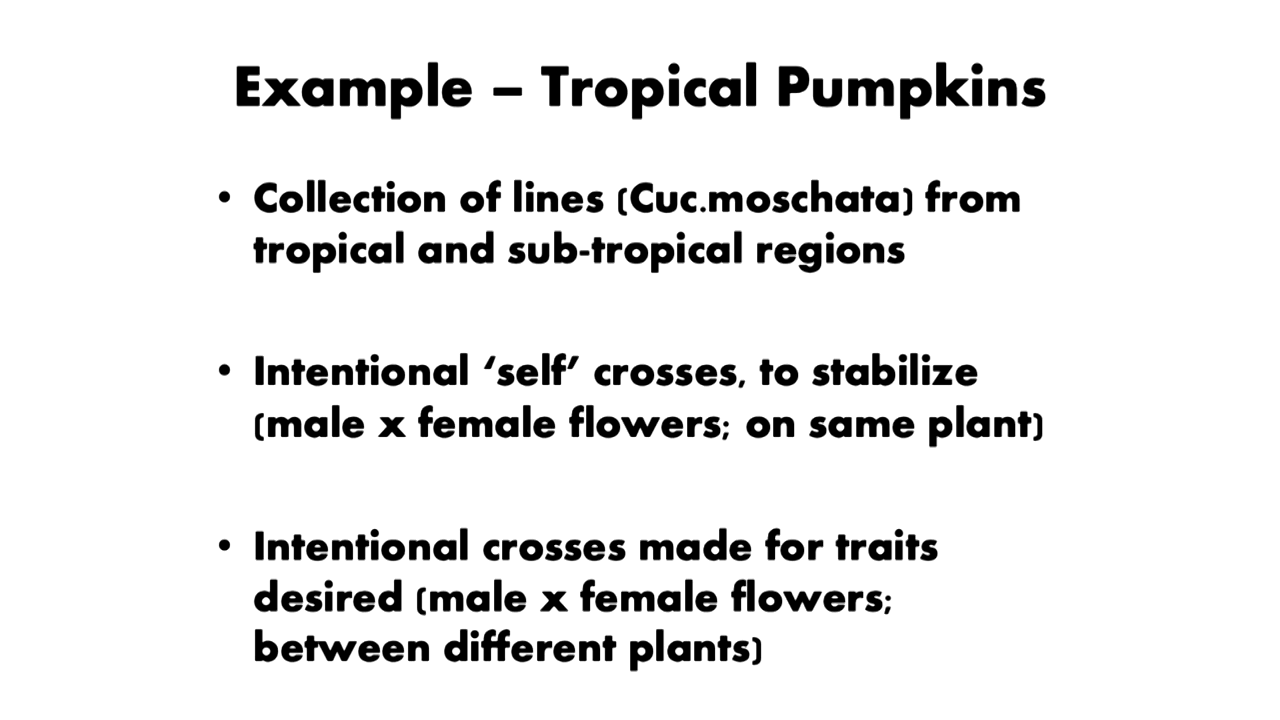 Example – Tropical Pumpkins
• Collection of lines (Cuc.moschata) from
tropical and sub-tropical regions
• Intentional ‘self’ crosses, to stabilize
(male x female flowers; on same plant)
• Intentional crosses made for traits
desired (male x female flowers;
between different plants)